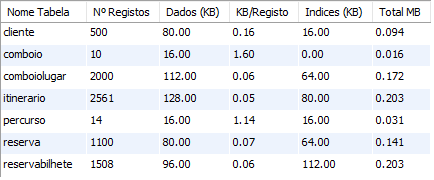 Nome Tabela Nº Registos Dados (KB) KB/Registo Indices (KB) Total MB
cliente 500 80.00 0.16 16.00 0.094
comboio 10 16.00 1.60 0.00 0.016
comboiolugar 2000 112.00 0.06 64.00 0.172
itinerario 2561 128.00 0.05 80.00 0.203
percurso 14 16.00 1.14 16.00 0.031
reserva 1100 80.00 0.07 64.00 0.141
reservabilhete 1508 96.00 0.06 112.00 0.203